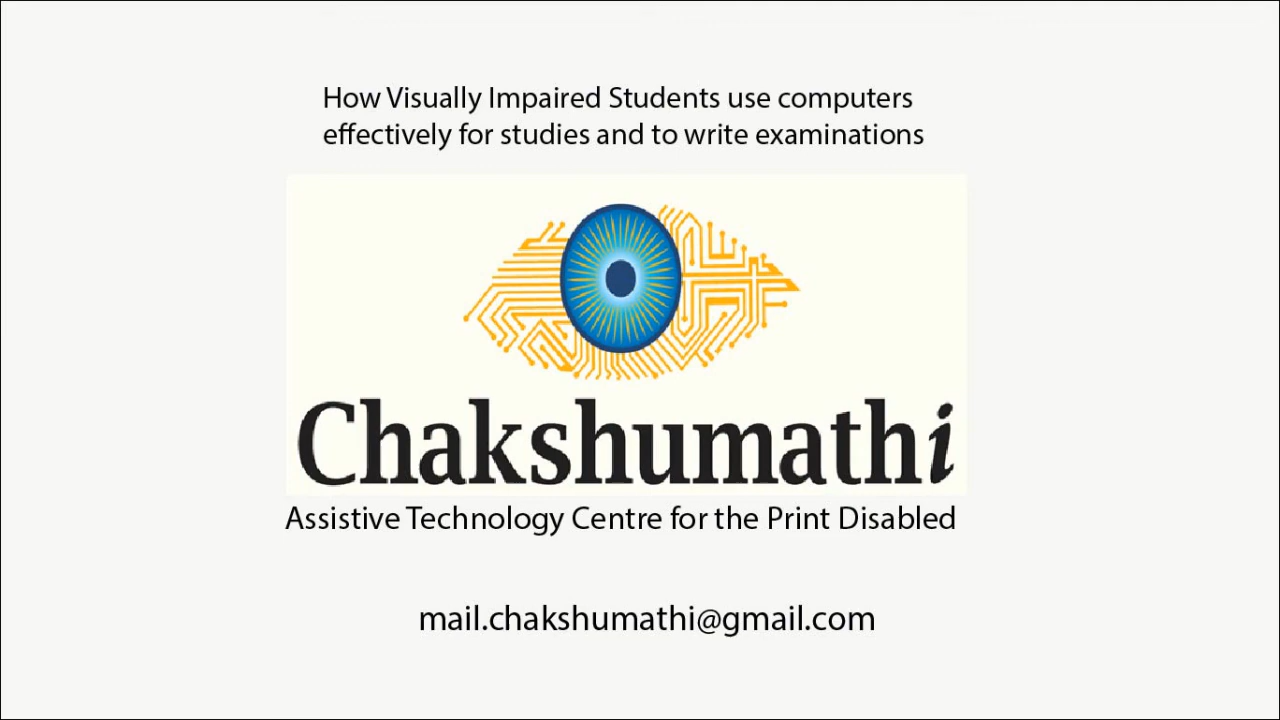 How Visually Impaired Students use computers
effectively for studies and to write examinations
Chakshumathi
Assistive Technology Centre for the Print Disabled
mail.chakshumathi@gmail.com